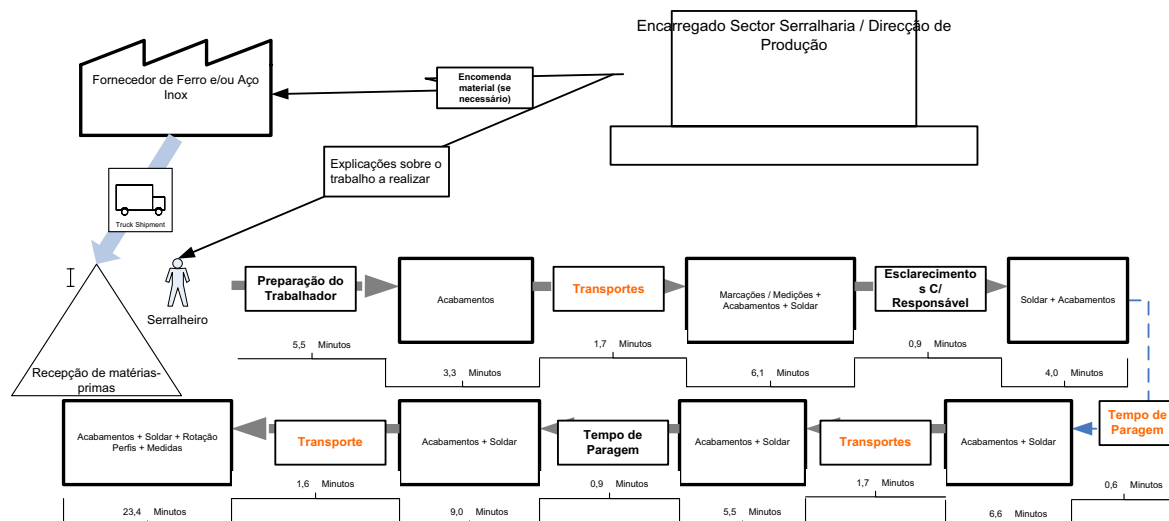 Encarregado Sector Serralharia / Direcção de
Produção
Fornecedor de Ferro e/ou Aço
Inox
Encomenda
material (se
necessário)
Explicações sobre o
trabalho a realizar
Truck Shipment
I
Serralheiro
Recepção de matérias-
primas
Preparação do
Trabalhador
Acabamentos
Transportes
Marcações / Medições +
Acabamentos + Soldar
Esclarecimento
s C/
Responsável
Soldar + Acabamentos
5,5 Minutos
3,3 Minutos
1,7 Minutos
6,1 Minutos
0,9 Minutos
4,0 Minutos
Acabamentos + Soldar + Rotação
Perfis + Medidas
Transporte
Acabamentos + Soldar
Tempo de
Paragem
Acabamentos + Soldar
Transportes
Acabamentos + Soldar
Tempo de
Paragem
23,4 Minutos
1,6 Minutos
9,0 Minutos
0,9 Minutos
5,5 Minutos
1,7 Minutos
6,6 Minutos
0,6 Minutos